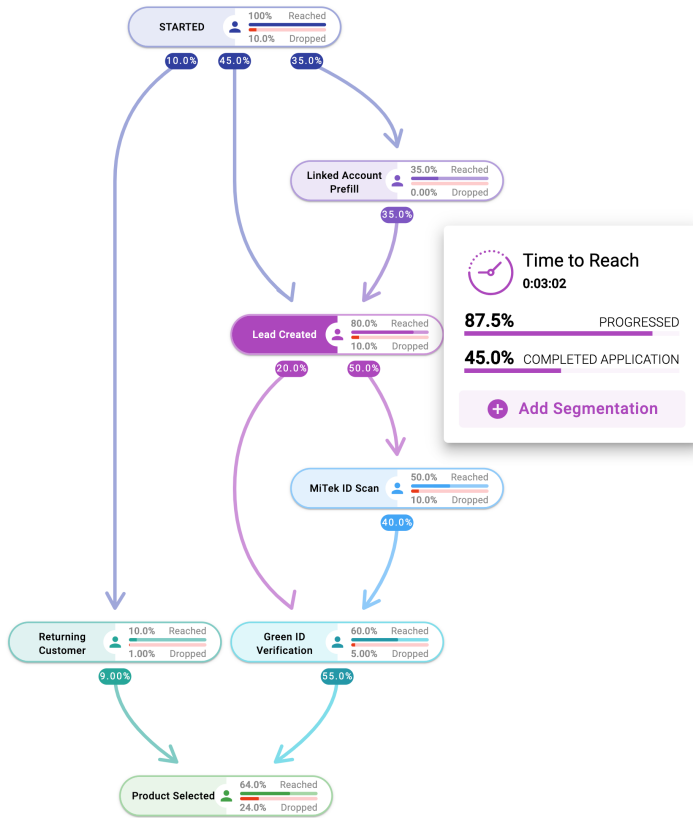 STARTED
100% Reached
10.0% Dropped
10.0% 45.0% 35.0%
Linked Account
Prefill
35.0% Reached
0.00% Dropped
35.0%
Time to Reach
0:03:02
87.5% PROGRESSED
45.0% COMPLETED APPLICATION
Add Segmentation
Lead Created
80.0% Reached
10.0% Dropped
20.0% 50.0%
MiTek ID Scan
50.0% Reached
10.0% Dropped
40.0%
Returning
Customer
10.0% Reached
1.00% Dropped
9.00%
Green ID
Verification
60.0% Reached
5.00% Dropped
55.0%
Product Selected
64.0% Reached
24.0% Dropped